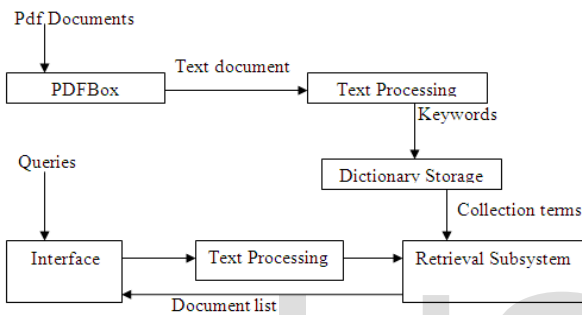 Pdf Documents
Text document
PDFBox
Text Processing
Keywords
Queries
Dictionary Storage
Collection terms
Interface
Text Processing
Retrieval Subsystem
Document list